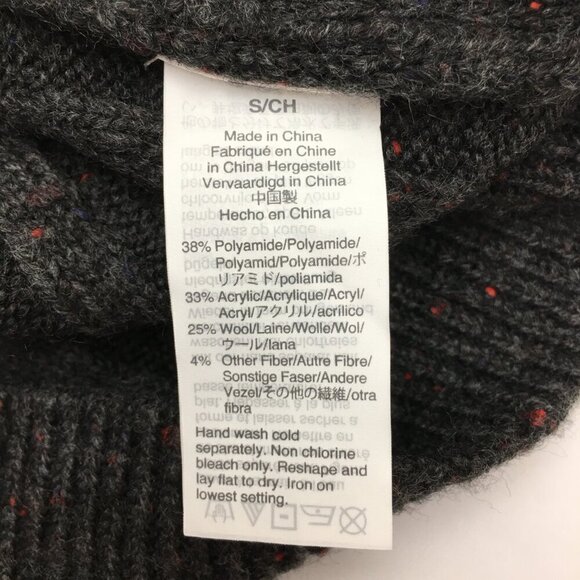 S/CH
Made in China
Fabriqué en Chine
in China Hergestellt
Vervaardigd in China
中国製
Hecho en China
38% Polyamide/Polyamide/
Polyamid/Polyamide/ポ
リアミド/poliamida
33% Acrylic/Acrylique/Acryl/
Acryl/アクリル/acrilico
25% Wool/Laine/Wolle/Wol/
ウール/lana
4% Other Fiber/Autre Fibre/
Sonstige Faser/Andere
Vezel/その他の繊維/otra
fibra
Hand wash cold
separately. Non chlorine
bleach only. Reshape and
lay flat to dry. Iron on
lowest setting.